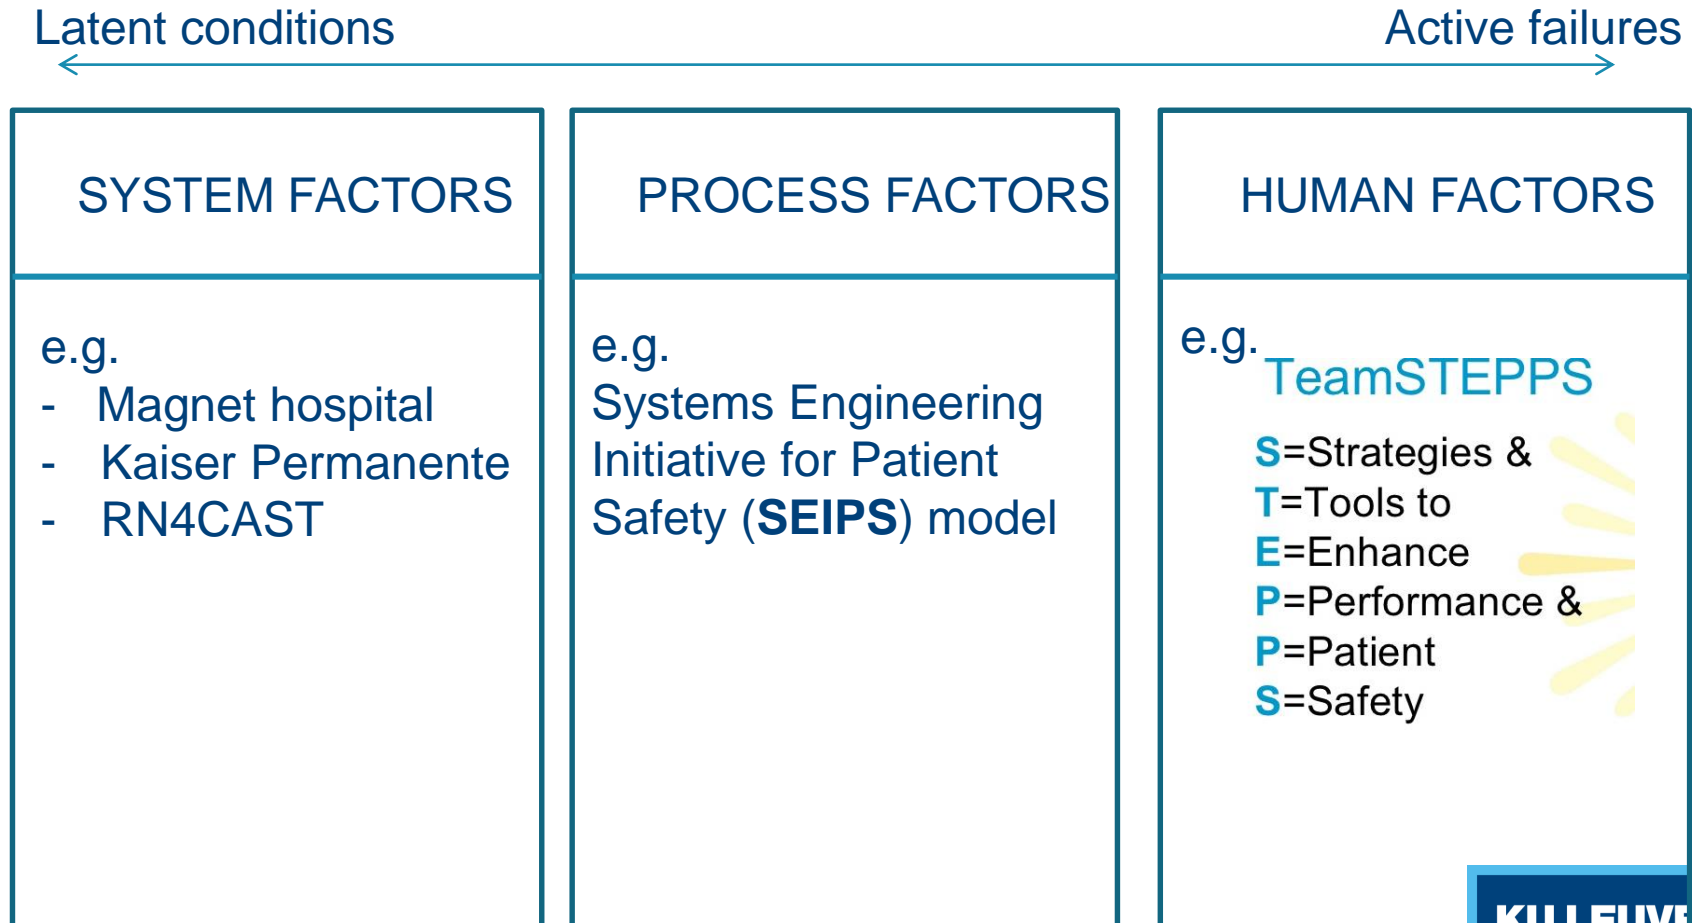 Latent conditions
Active failures
SYSTEM FACTORS
e.g.
- Magnet hospital
- Kaiser Permanente
- RN4CAST
PROCESS FACTORS
e.g.
Systems Engineering
Initiative for Patient
Safety (SEIPS) model
HUMAN FACTORS
e.g.
TeamSTEPPS
S=Strategies &
T=Tools to
E=Enhance
P=Performance &
P=Patient
S=Safety